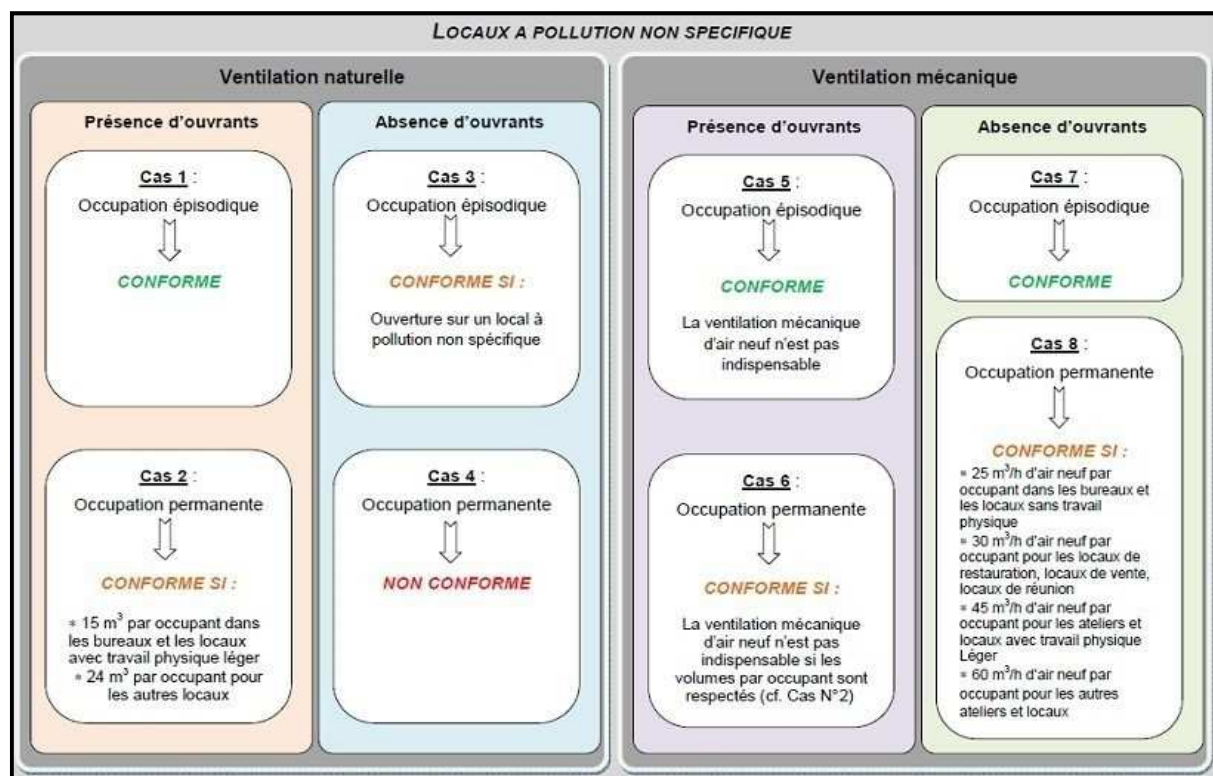 LOCAUX A POLLUTION NON SPECIFIQUE
Ventilation naturelle
Présence d'ouvrants
Cas 1 :
Occupation épisodique
CONFORME
Cas 2 :
Occupation permanente
CONFORME SI :
* 15 m³ par occupant dans
les bureaux et les locaux
avec travail physique léger
* 24 m³ par occupant pour
les autres locaux
Absence d'ouvrants
Cas 3 :
Occupation épisodique
CONFORME SI :
Ouverture sur un local à
pollution non spécifique
Cas 4 :
Occupation permanente
NON CONFORME
Ventilation mécanique
Présence d'ouvrants
Cas 5 :
Occupation épisodique
CONFORME
La ventilation mécanique
d'air neuf n'est pas
indispensable
Cas 6 :
Occupation permanente
CONFORME SI :
La ventilation mécanique
d'air neuf n'est pas
indispensable si les
volumes par occupant sont
respectés (cf. Cas N°2)
Absence d'ouvrants
Cas 7 :
Occupation épisodique
CONFORME
Cas 8 :
Occupation permanente
CONFORME SI :
* 25 m³/h d'air neuf par
occupant dans les bureaux et
les locaux sans travail
physique
* 30 m³/h d'air neuf par
occupant pour les locaux de
restauration, locaux de vente,
locaux de réunion
* 45 m³/h d'air neuf par
occupant pour les ateliers et
locaux avec travail physique
Léger
* 60 m³/h d'air neuf par
occupant pour les autres
ateliers et locaux